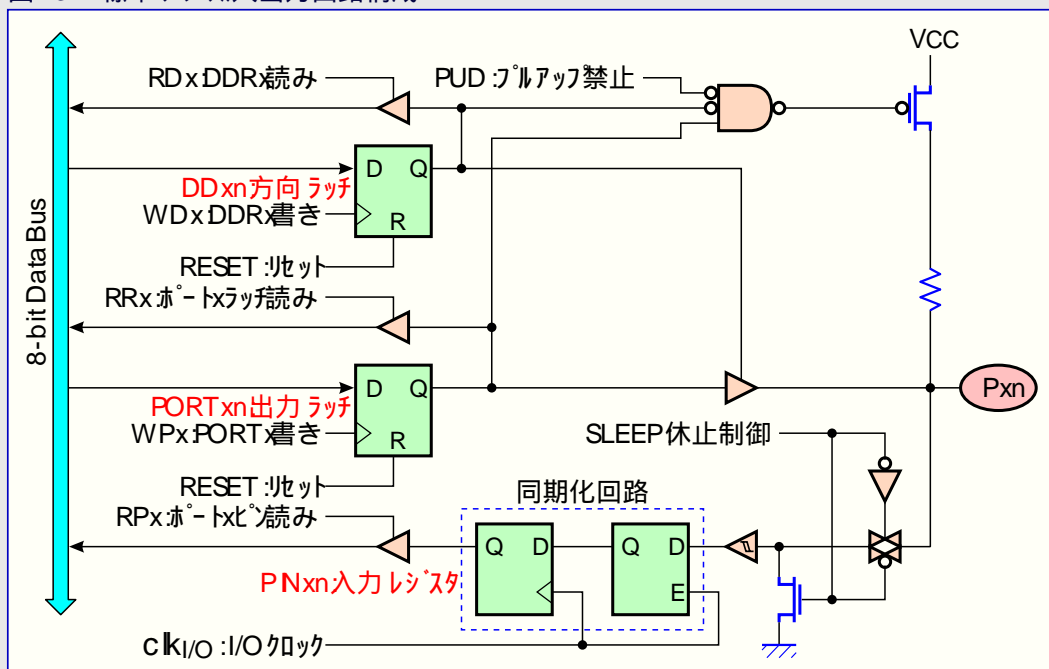 VCC
RDx:DDRx読み
PUD:プルアップ禁止
D Q
DDxn方向ラッチ
WDx:DDRx書き
R
RESET:リセット
RRx:ポートxラッチ読み
8-bit Data Bus
D Q
Pxn
PORTxn出力ラッチ
WPx:PORTx書き
R
SLEEP休止制御
RESET:リセット
同期化回路
RPx:ポートxピン読み
Q D
Q D
PINxn入力レジスタ
E
clkI/O:I/Oクロック